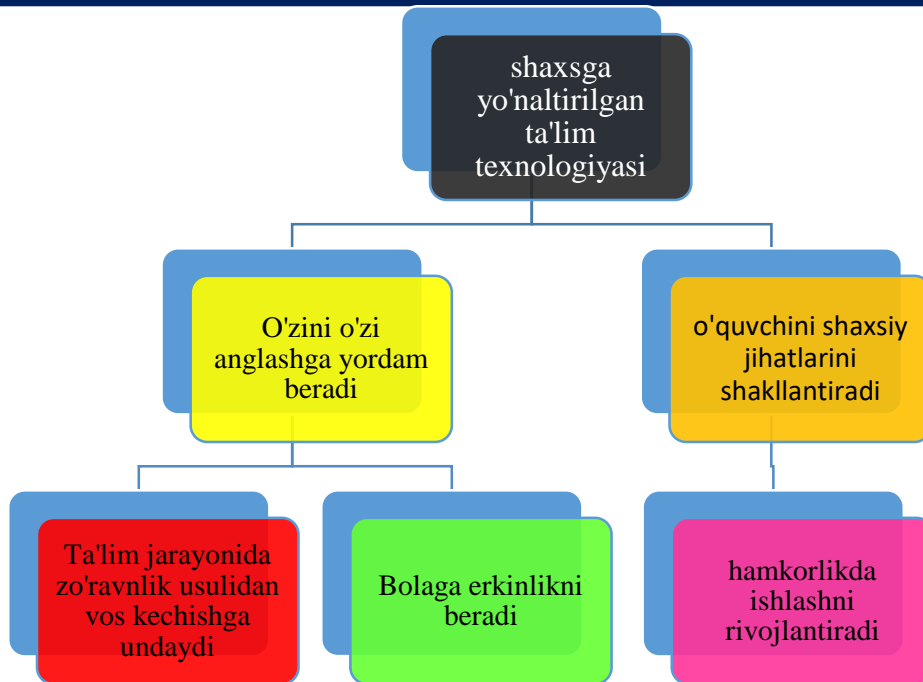 shaxsga
yo'naltirilgan
ta'lim
texnologiyasi
O'zini o'zi
anglashga yordam
beradi
o'quvchini shaxsiy
jihatlarini
shakllantiradi
Ta'lim jarayonida
zo'ravnlik usulidan
vos kechishga
undaydi
Bolaga erkinlikni
beradi
hamkorlikda
ishlashni
rivojlantiradi